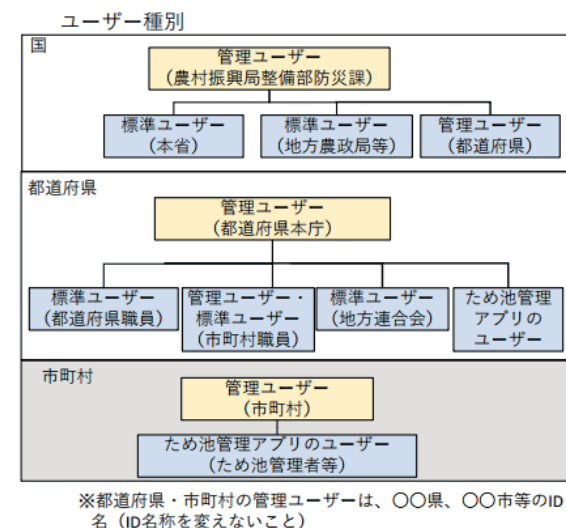 ユーザー種別
国
管理ユーザー
（農村振興局整備部防災課）
標準ユーザー
（本省）
標準ユーザー
（地方農政局等）
管理ユーザー
（都道府県）
都道府県
管理ユーザー
（都道府県本庁）
標準ユーザー
（都道府県職員）
管理ユーザー・
標準ユーザー
（市町村職員）
標準ユーザー
（地方連合会）
ため池管理
アプリの
ユーザー
市町村
管理ユーザー
（市町村）
ため池管理アプリのユーザー
（ため池管理者等）
※都道府県・市町村の管理ユーザーは、〇〇県、〇〇市等のID
名（ID名称を変えないこと）